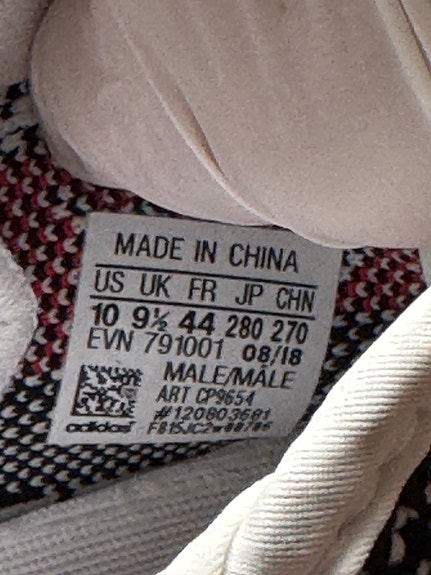 MADE IN CHINA
US UK FR JP CHN
10 9½ 44 280 270
EVN 791001 08/18
MALE/MÂLE
ART CP9654
#120803681
adidas